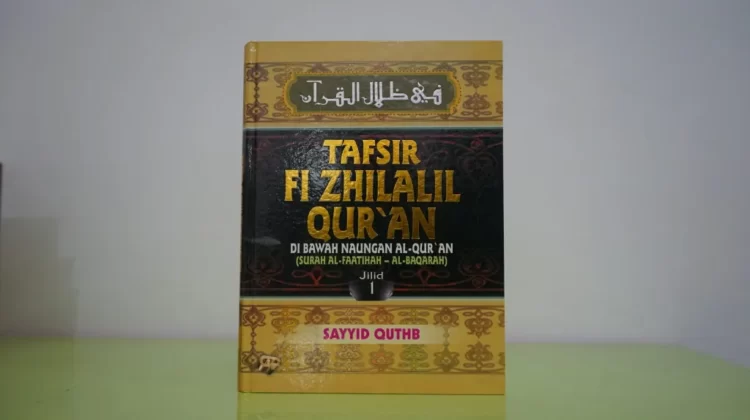 في ظلال القرآن
TAFSIR
FI ZHILALIL
QUR`AN
DI BAWAH NAUNGAN AL-QUR`AN
(SURAH AL-FAATIHAH – AL-BAQARAH)
Jilid
1
SAYYID QUTHB